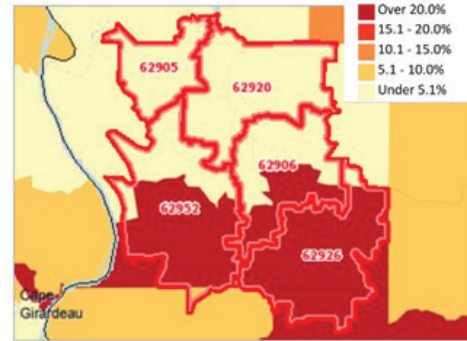 Over 20.0%
15.1 - 20.0%
10.1 - 15.0%
5.1 - 10.0%
Under 5.1%
62905
62920
62906
62952
62926
Cape
Girardeau